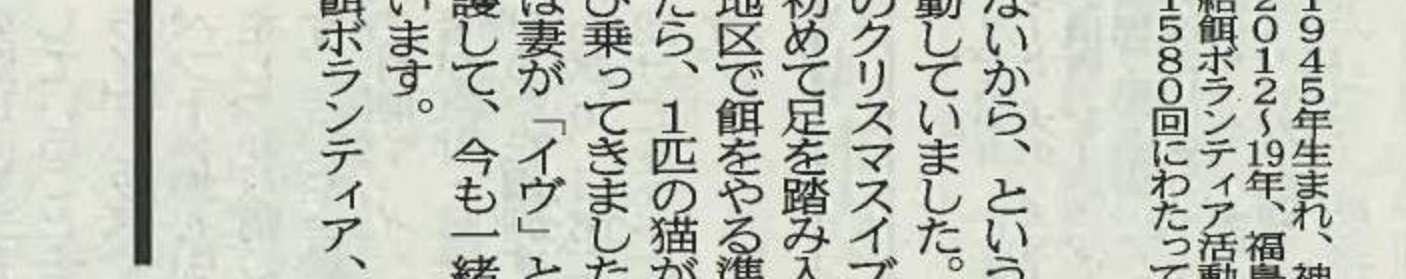 1945年生まれ、神
2012～19年、福島
給餌ボランティア活動
1580回にわたって
ないから、という
動していました。
のクリスマスイブ
初めて足を踏み入
地区で餌をやる準
たら、1匹の猫が
び乗ってきました
は妻が「イヴ」と
護して、今も一緒
います。
餌ボランティア、